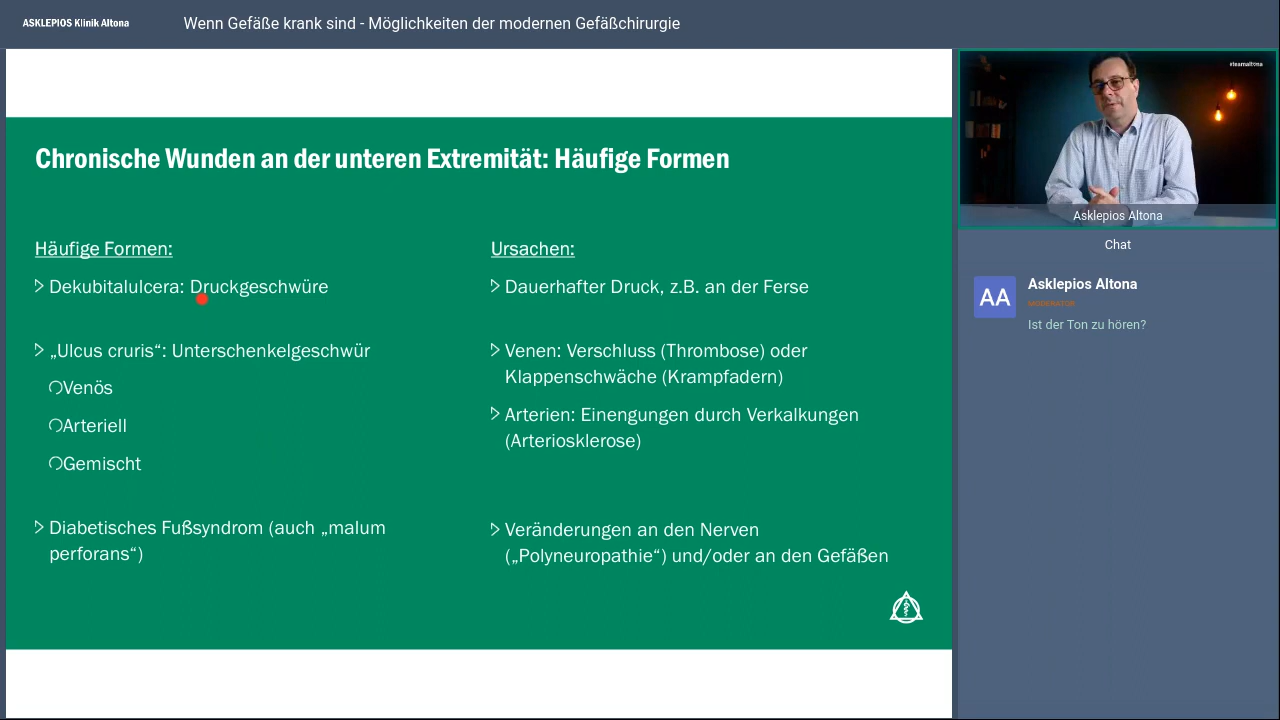 ASKLEPIOS Klinik Altona
Wenn Gefäße krank sind - Möglichkeiten der modernen Gefäßchirurgie
Chronische Wunden an der unteren Extremität: Häufige Formen
Häufige Formen:
Dekubitalulcera: Druckgeschwüre
„Ulcus cruris“: Unterschenkelgeschwür
Venös
Arteriell
Gemischt
Diabetisches Fußsyndrom (auch „malum
perforans“)
Ursachen:
Dauerhafter Druck, z.B. an der Ferse
Venen: Verschluss (Thrombose) oder
Klappenschwäche (Krampfadern)
Arterien: Einengungen durch Verkalkungen
(Arteriosklerose)
Veränderungen an den Nerven
(„Polyneuropathie“) und/oder an den Gefäßen
#teamaltona
Asklepios Altona
Chat
AA
Asklepios Altona
MODERATOR
Ist der Ton zu hören?